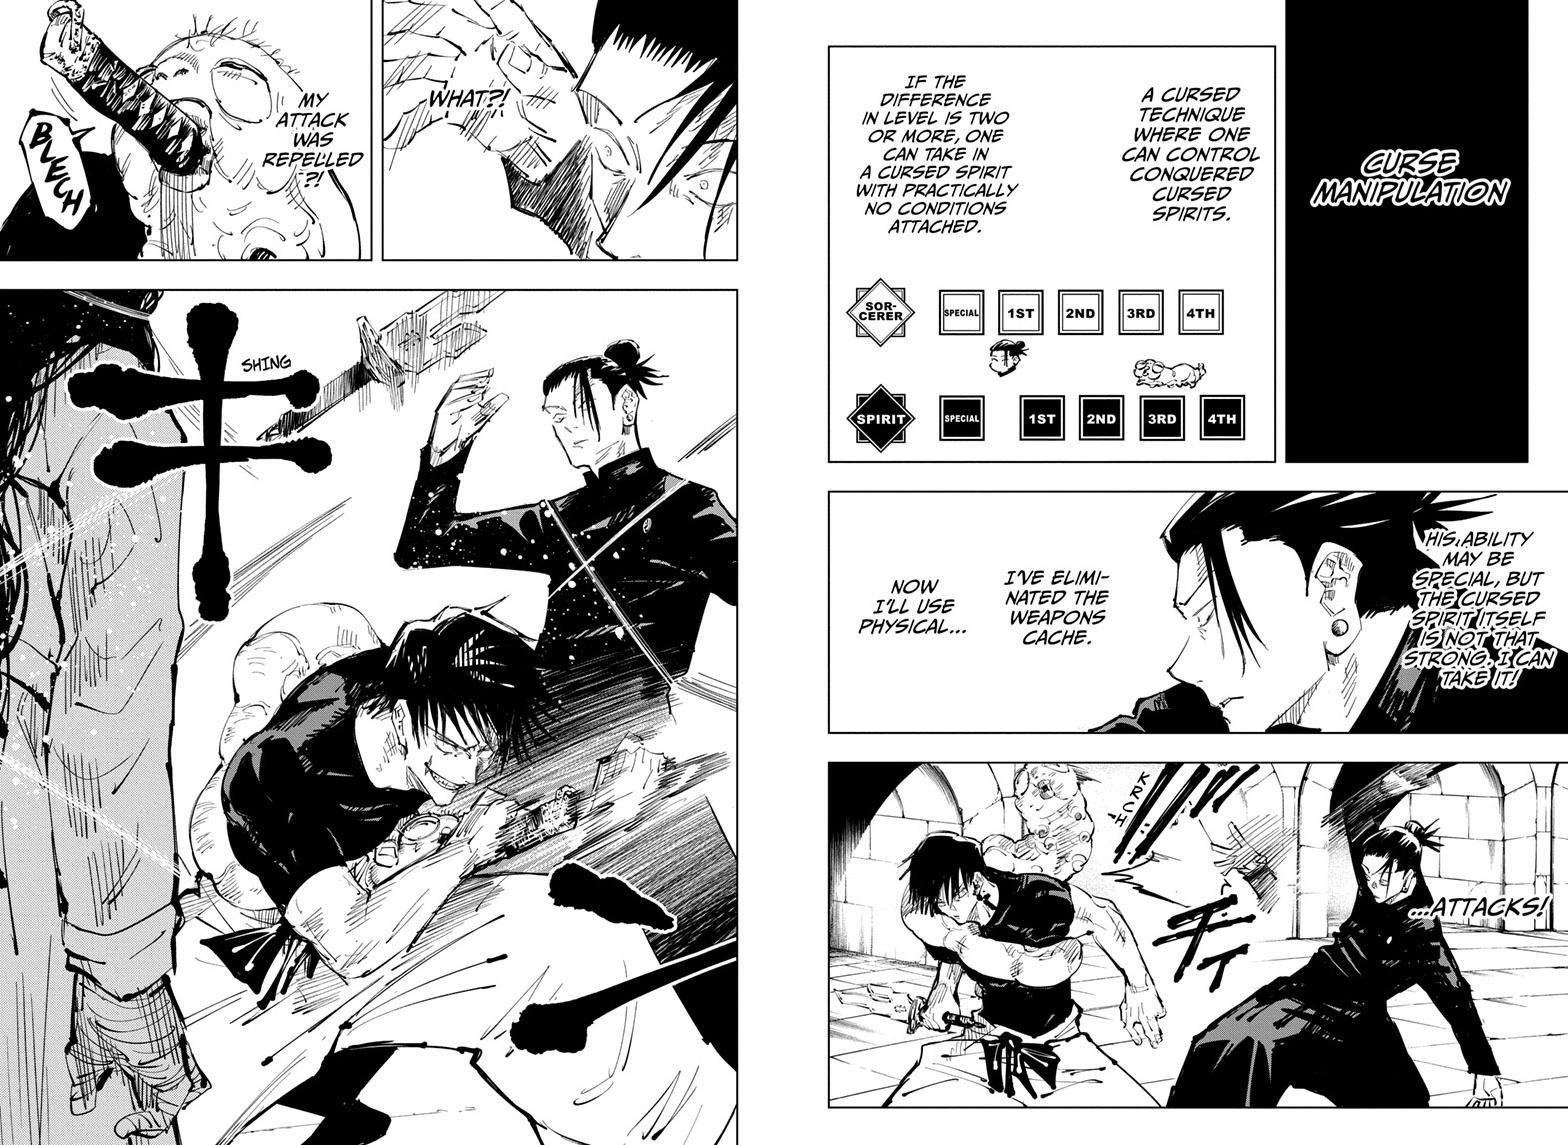 CURSE
MANIPULATION
A CURSED
TECHNIQUE
WHERE ONE
CAN CONTROL
CONQUERED
CURSED
SPIRITS.
IF THE
DIFFERENCE
IN LEVEL IS TWO
OR MORE, ONE
CAN TAKE IN
A CURSED SPIRIT
WITH PRACTICALLY
NO CONDITIONS
ATTACHED.
SOR-
CERER
SPECIAL 1ST 2ND 3RD 4TH
SPIRIT SPECIAL 1ST 2ND 3RD 4TH
HIS ABILITY
MAY BE
SPECIAL, BUT
THE CURSED
SPIRIT ITSELF
IS NOT THAT
STRONG. I CAN
TAKE IT!
I'VE ELIMI-
NATED THE
WEAPONS
CACHE.
NOW
I'LL USE
PHYSICAL...
KRCH
...ATTACKS!
WHAT?!
MY
ATTACK
WAS
REPELLED
?!
BLECH
SHING
キ